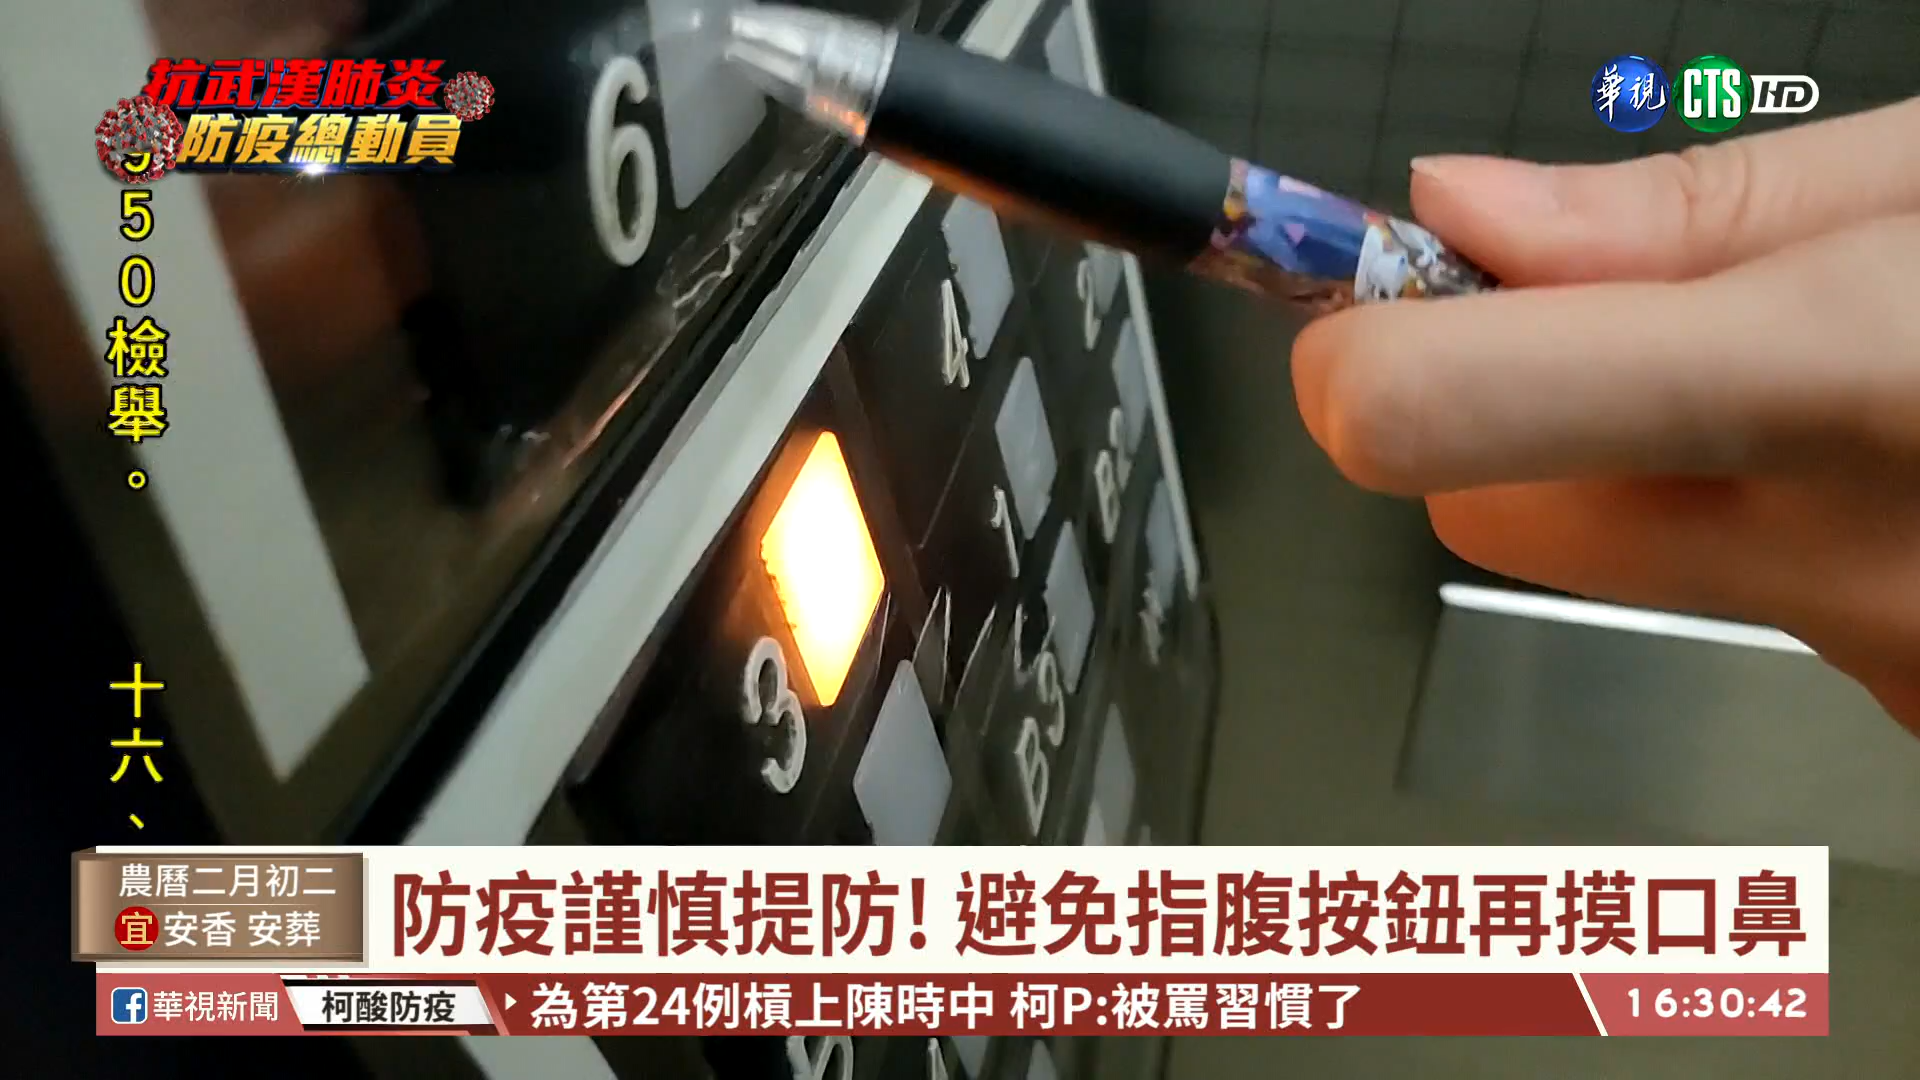 抗武漢肺炎
防疫總動員
華視 CTS HD
50檢舉。
十六、
6
4
2
1
B2
3
B3
農曆二月初二
宜 安香 安葬
防疫謹慎提防! 避免指腹按鈕再摸口鼻
華視新聞
柯酸防疫
為第24例槓上陳時中 柯P:被罵習慣了
16:30:42